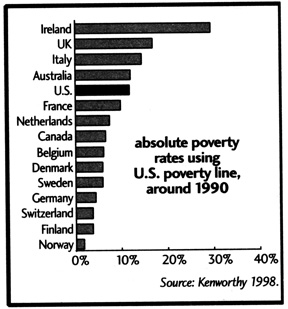 Ireland
UK
Italy
Australia
U.S.
France
Netherlands
Canada
Belgium
Denmark
Sweden
Germany
Switzerland
Finland
Norway
absolute poverty
rates using
U.S. poverty line,
around 1990
0% 10% 20% 30% 40%
Source: Kenworthy 1998.